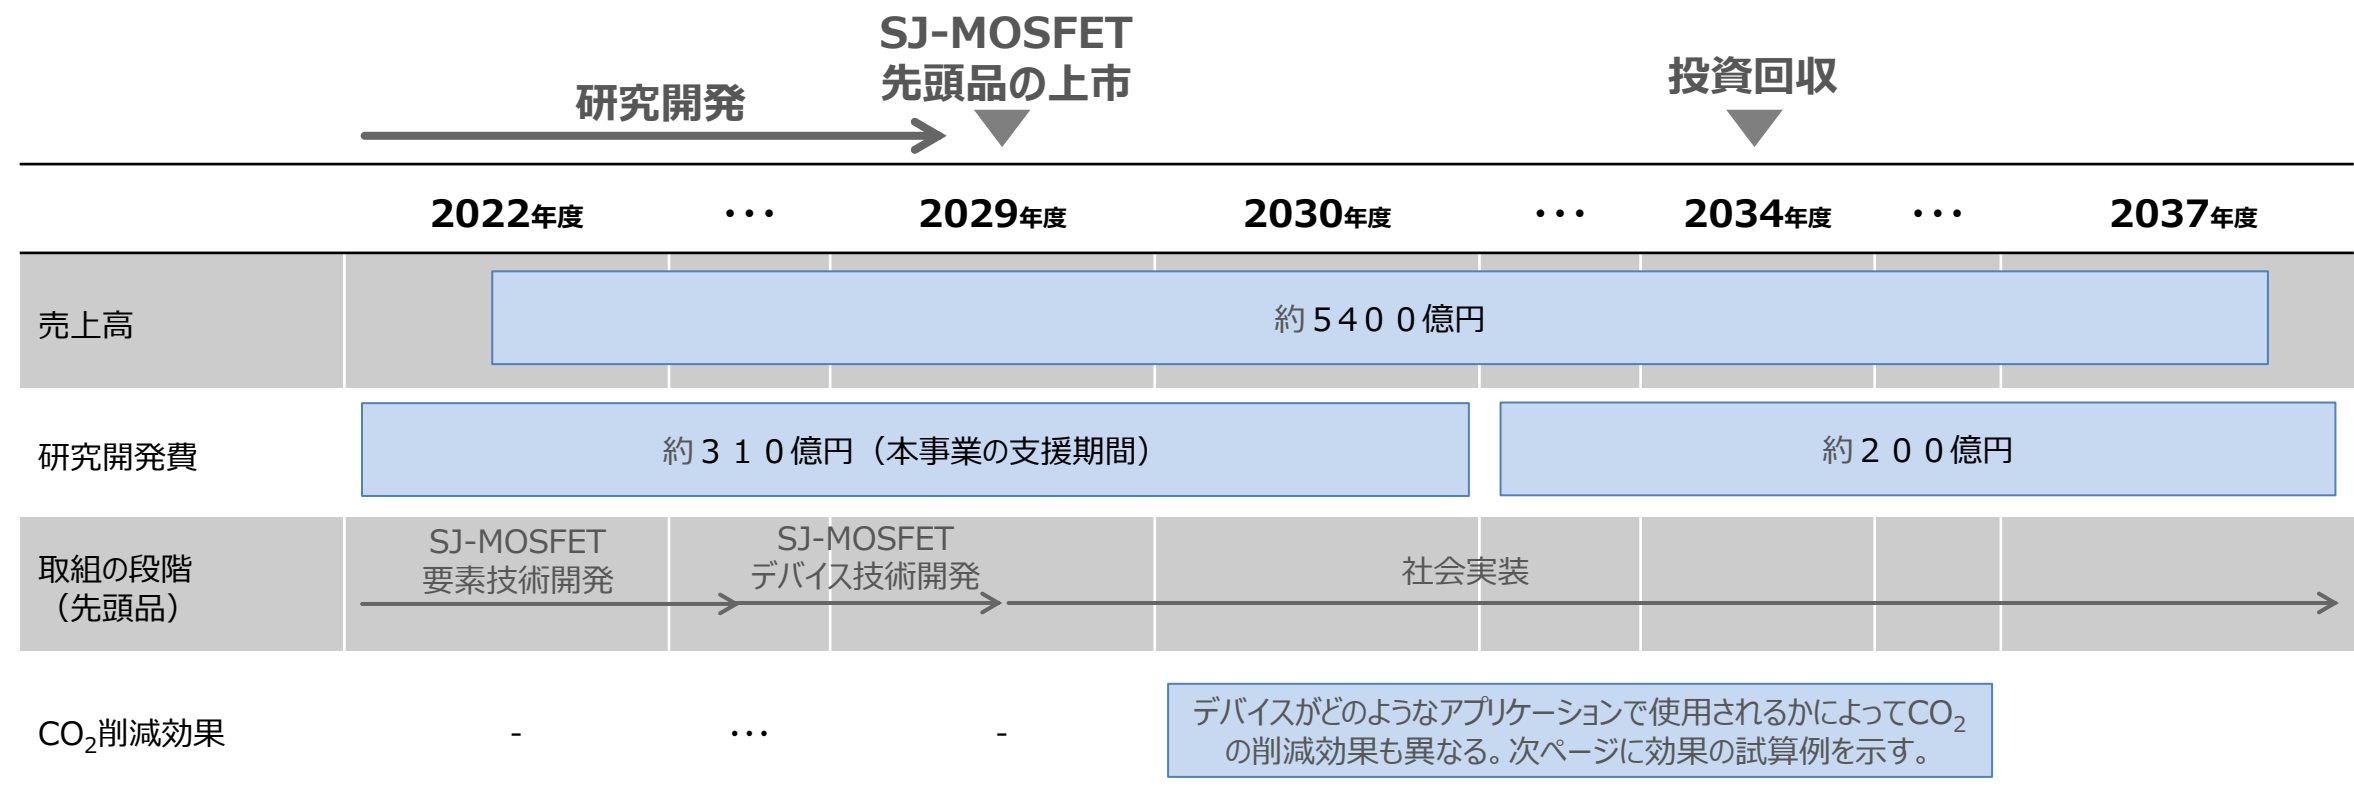 SJ-MOSFET
先頭品の上市
研究開発
投資回収
2022年度 ・・・ 2029年度 2030年度 ・・・ 2034年度 ・・・ 2037年度
売上高
約５４００億円
研究開発費
約３１０億円（本事業の支援期間）
約２００億円
取組の段階
（先頭品）
SJ-MOSFET
要素技術開発
SJ-MOSFET
デバイス技術開発
社会実装
CO₂削減効果
- ・・・ -
デバイスがどのようなアプリケーションで使用されるかによってCO₂
の削減効果も異なる。次ページに効果の試算例を示す。